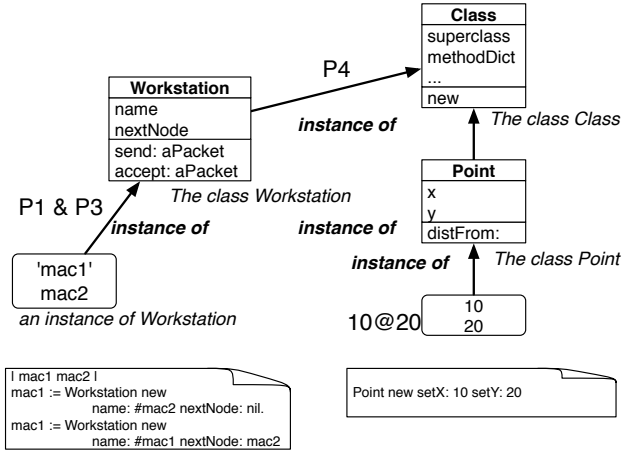 Class
superclass
methodDict
...
new
P4
Workstation
name
nextNode
send: aPacket
accept: aPacket
instance of
The class Class
Point
x
y
distFrom:
The class Workstation
P1 & P3
instance of
instance of
instance of
The class Point
'mac1'
mac2
an instance of Workstation
10@20
10
20
| mac1 mac2 |
mac1 := Workstation new
name: #mac2 nextNode: nil.
mac1 := Workstation new
name: #mac1 nextNode: mac2
Point new setX: 10 setY: 20